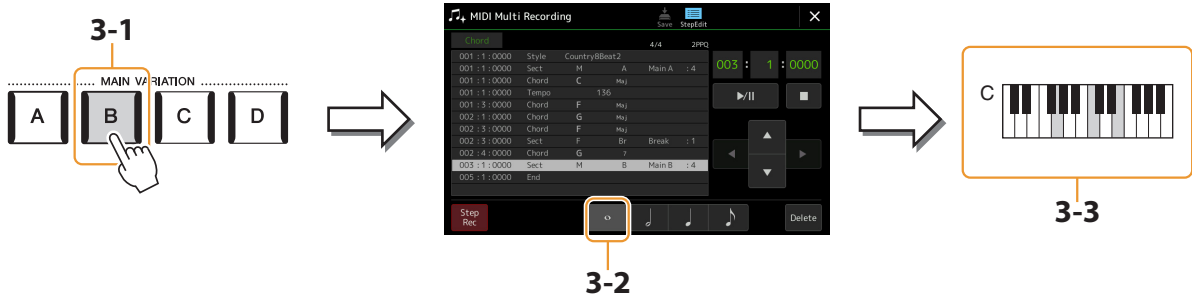 3-1
MAIN VARIATION
A B C D
MIDI Multi Recording
Save StepEdit
Chord 4/4 2PPQ
001 : 1 : 0000 Style Country8Beat2
001 : 1 : 0000 Sect M A Main A : 4
001 : 1 : 0000 Chord C Maj
001 : 1 : 0000 Tempo 136
001 : 3 : 0000 Chord F Maj
002 : 1 : 0000 Chord G Maj
002 : 3 : 0000 Chord F Maj
002 : 3 : 0000 Sect F Br Break : 1
002 : 4 : 0000 Chord G 7
003 : 1 : 0000 Sect M B Main B : 4
005 : 1 : 0000 End
003 : 1 : 0000
Step
Rec
Delete
3-2
C
3-3